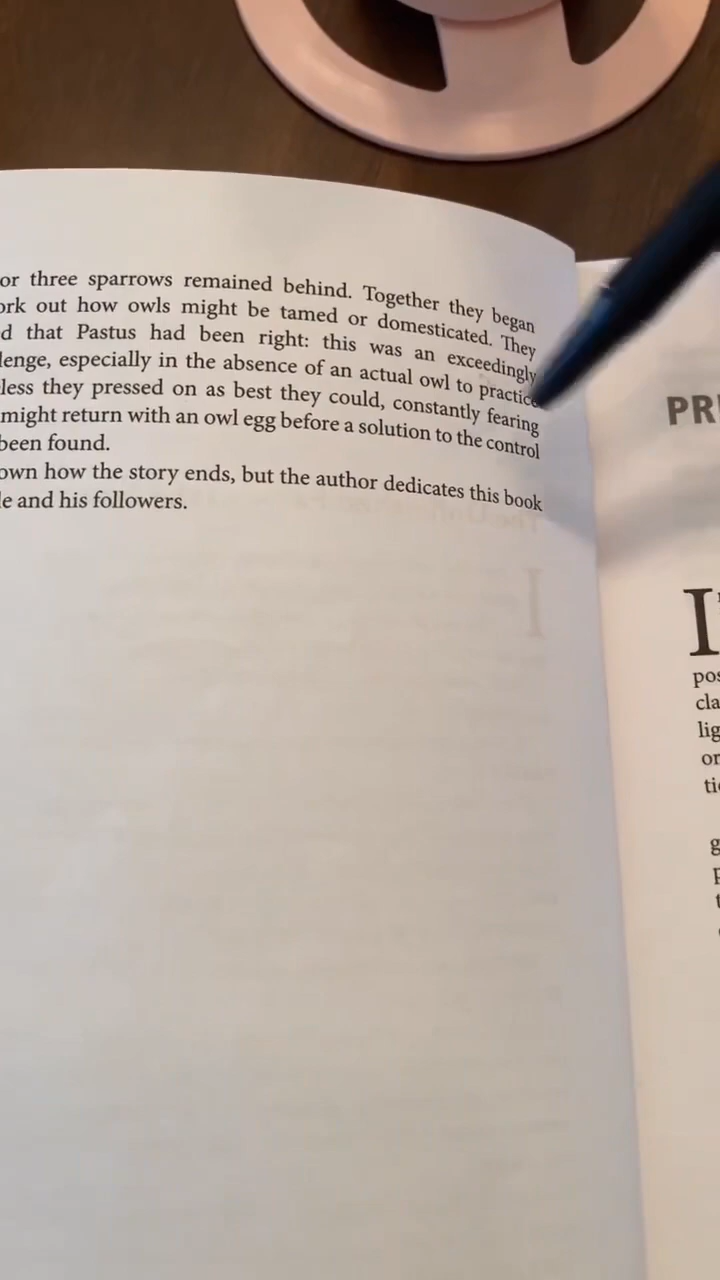 or three sparrows remained behind. Together they began
ork out how owls might be tamed or domesticated. They
d that Pastus had been right: this was an exceedingly
lenge, especially in the absence of an actual owl to practice
less they pressed on as best they could, constantly fearing
might return with an owl egg before a solution to the control
been found.
own how the story ends, but the author dedicates this book
e and his followers.
PR
I
pos
cla
lig
or
tic
g